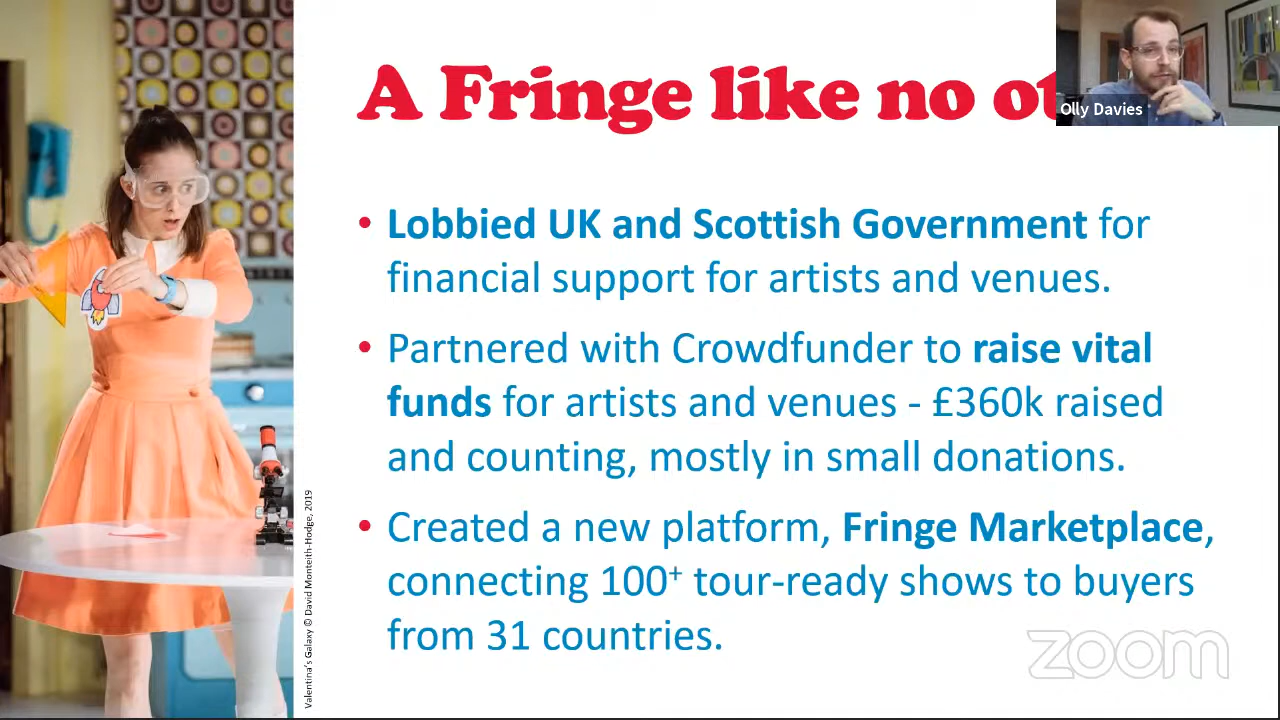 A Fringe like no ot
Olly Davies
• Lobbied UK and Scottish Government for
financial support for artists and venues.
• Partnered with Crowdfunder to raise vital
funds for artists and venues - £360k raised
and counting, mostly in small donations.
• Created a new platform, Fringe Marketplace,
connecting 100+ tour-ready shows to buyers
from 31 countries.
Valentina's Galaxy © David Monteith-Hodge, 2019
zoom